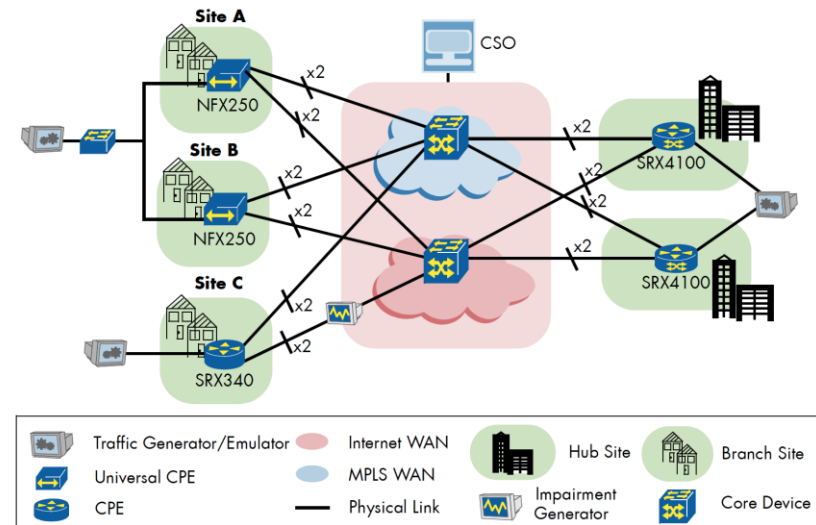 Site A
CSO
x2
x2
NFX250
Site B
x2
x2
SRX4100
x2
x2
NFX250
x2
x2
SRX4100
Site C
x2
x2
SRX340
Traffic Generator/Emulator
Internet WAN
Hub Site
Branch Site
Universal CPE
MPLS WAN
CPE
Physical Link
Impairment
Generator
Core Device